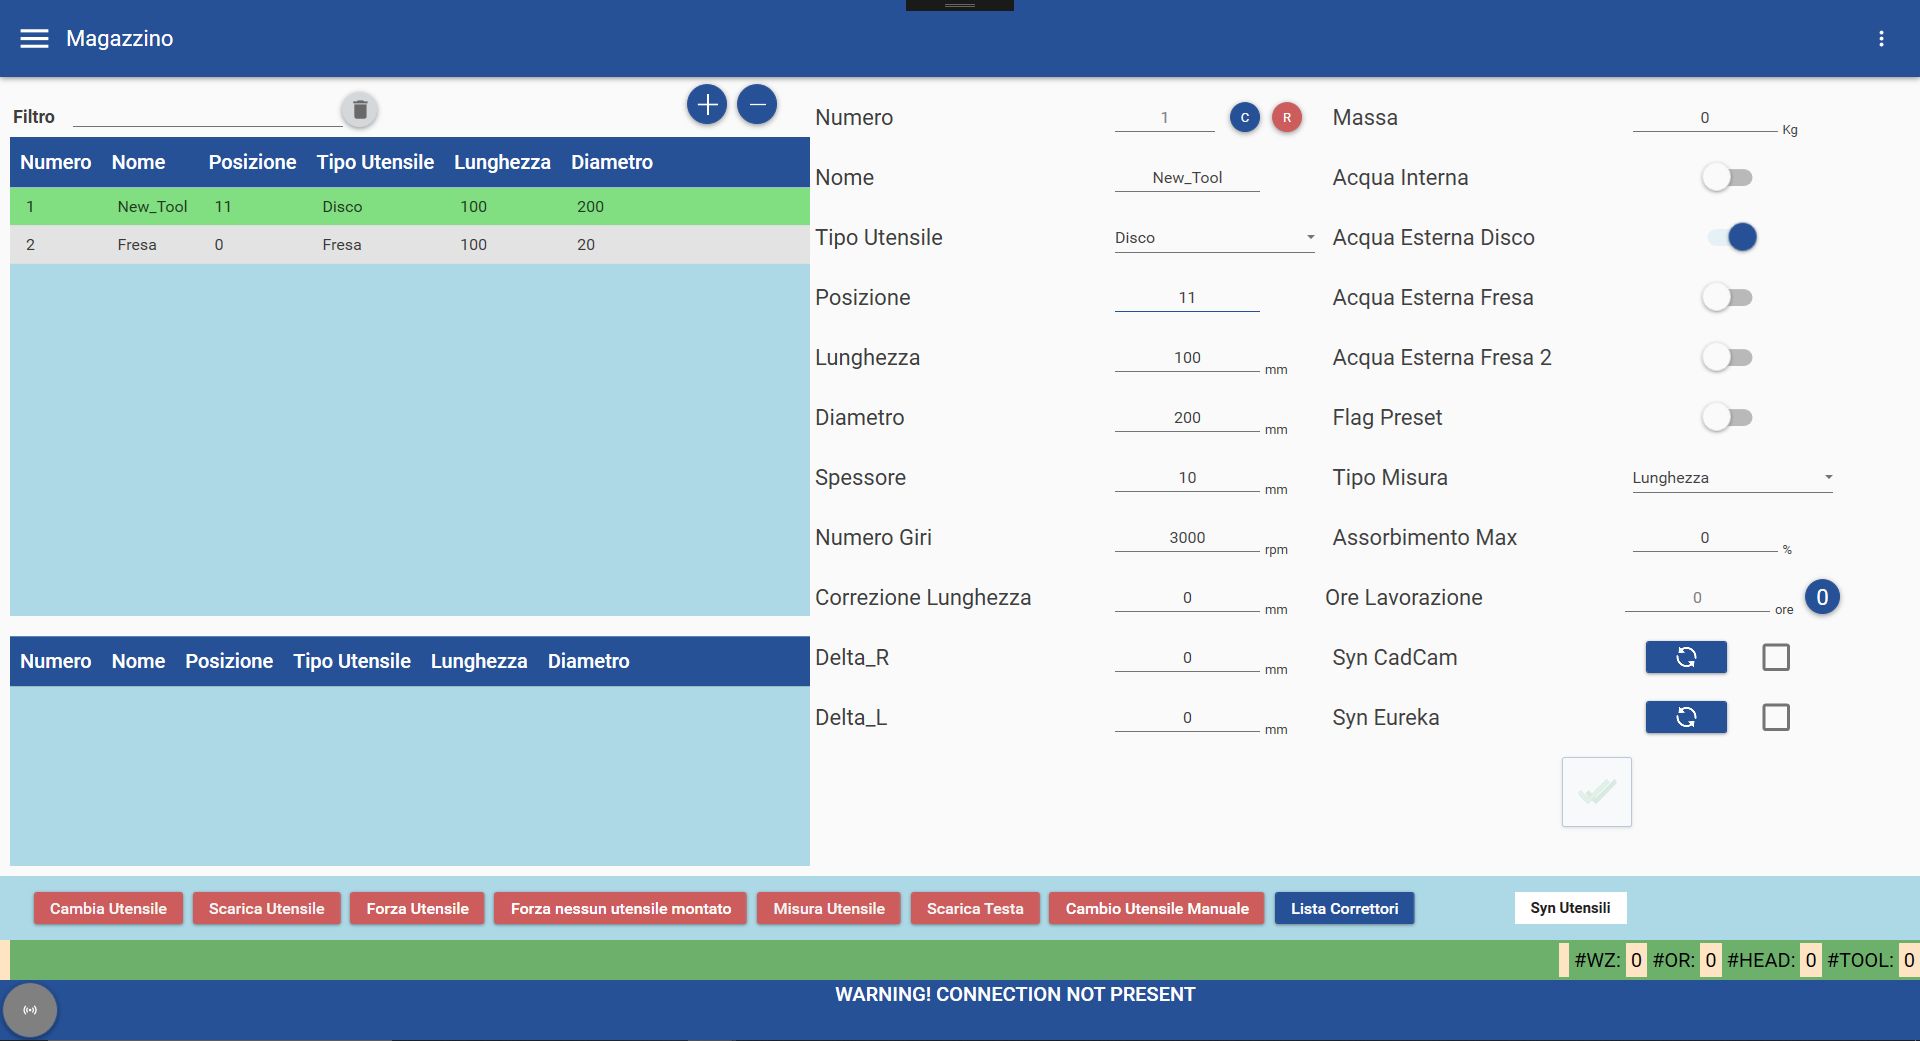 Magazzino
Filtro
Numero Nome Posizione Tipo Utensile Lunghezza Diametro
1 New_Tool 11 Disco 100 200
2 Fresa 0 Fresa 100 20
Numero Nome Posizione Tipo Utensile Lunghezza Diametro
Numero 1 C R
Nome New_Tool
Tipo Utensile Disco
Posizione 11
Lunghezza 100 mm
Diametro 200 mm
Spessore 10 mm
Numero Giri 3000 rpm
Correzione Lunghezza 0 mm
Delta_R 0 mm
Delta_L 0 mm
Massa 0 Kg
Acqua Interna
Acqua Esterna Disco
Acqua Esterna Fresa
Acqua Esterna Fresa 2
Flag Preset
Tipo Misura Lunghezza
Assorbimento Max 0 %
Ore Lavorazione 0 ore 0
Syn CadCam
Syn Eureka
Cambia Utensile Scarica Utensile Forza Utensile Forza nessun utensile montato Misura Utensile Scarica Testa Cambio Utensile Manuale Lista Correttori Syn Utensili
#WZ: 0 #OR: 0 #HEAD: 0 #TOOL: 0
WARNING! CONNECTION NOT PRESENT